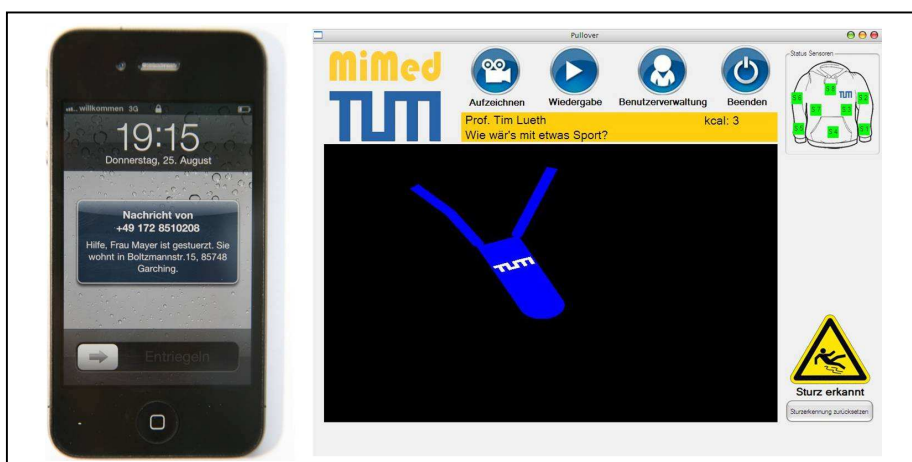 willkommen 3G
19:15
Donnerstag, 25. August
Nachricht von
+49 172 8510208
Hilfe, Frau Mayer ist gestuerzt. Sie
wohnt in Boltzmannstr.15, 85748
Garching.
Entriegeln
Pullover
MiMed
TUM
Aufzeichnen
Wiedergabe
Benutzerverwaltung
Beenden
Prof. Tim Lueth
kcal: 3
Wie wär's mit etwas Sport?
TUM
Status Sensoren
TUM
Sturz erkannt
Sturzerkennung zurücksetzen